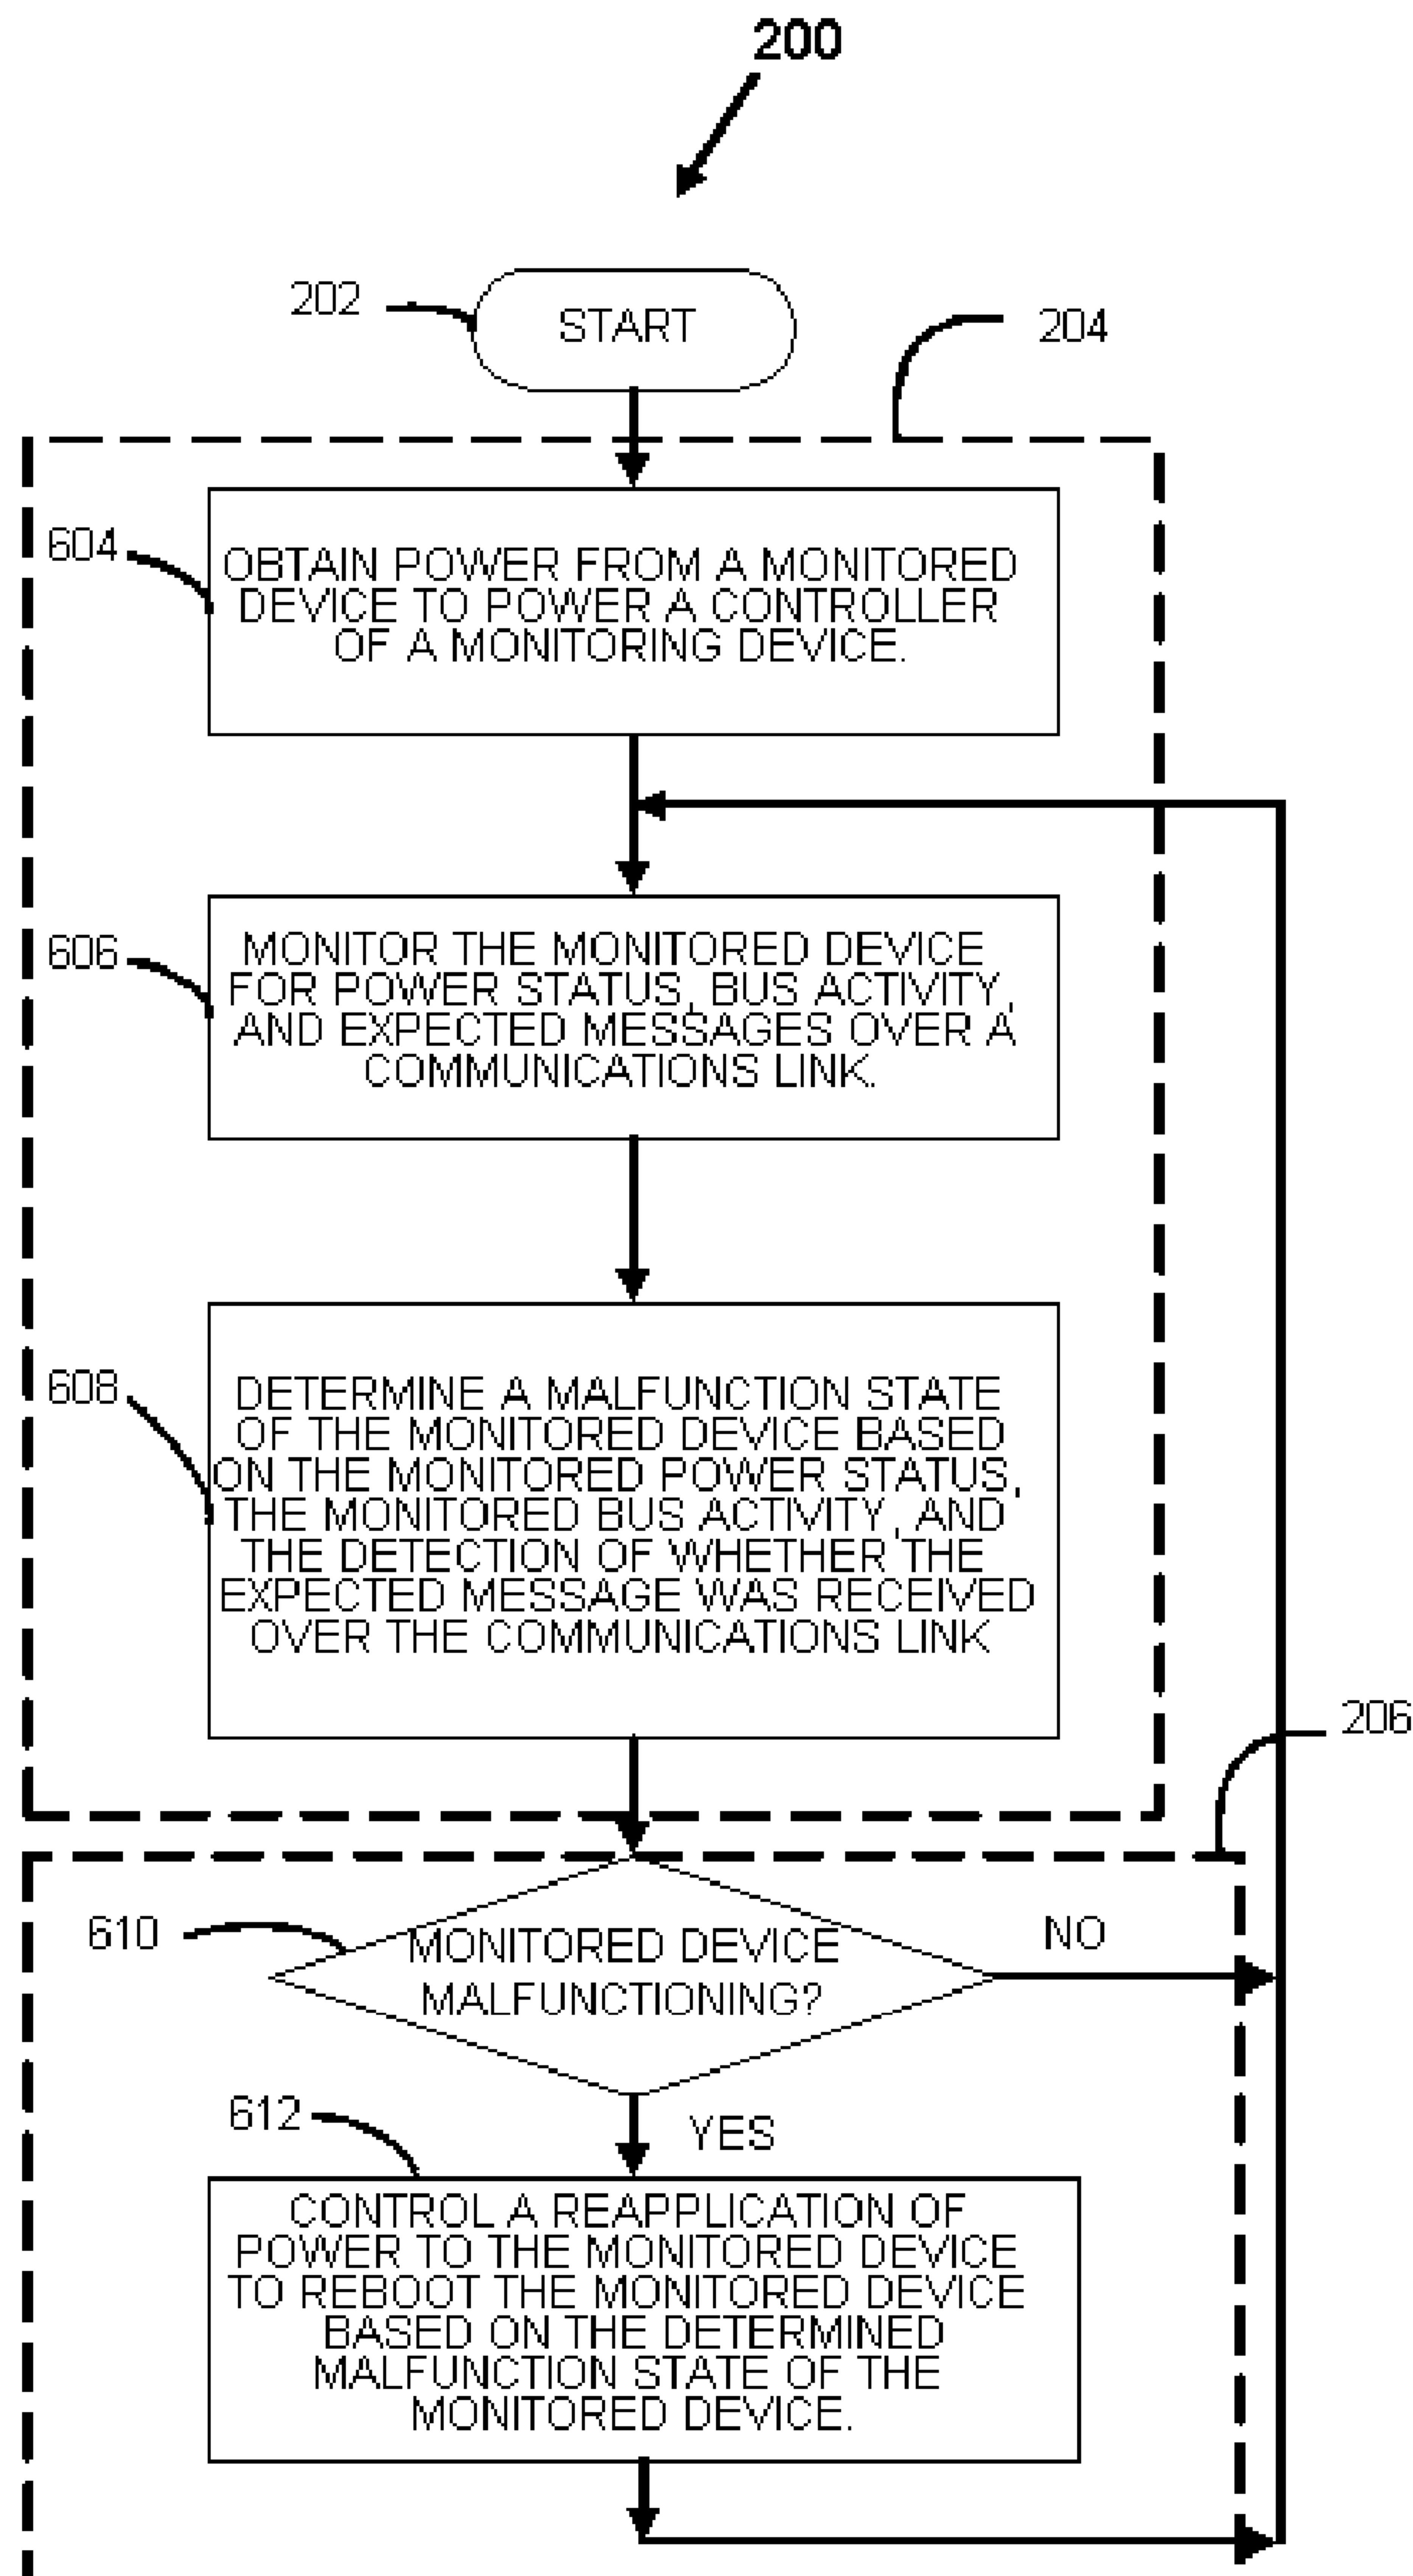 200
202
START
204
604
OBTAIN POWER FROM A MONITORED
DEVICE TO POWER A CONTROLLER
OF A MONITORING DEVICE.
606
MONITOR THE MONITORED DEVICE
FOR POWER STATUS, BUS ACTIVITY,
AND EXPECTED MESSAGES OVER A
COMMUNICATIONS LINK.
608
DETERMINE A MALFUNCTION STATE
OF THE MONITORED DEVICE BASED
ON THE MONITORED POWER STATUS,
THE MONITORED BUS ACTIVITY, AND
THE DETECTION OF WHETHER THE
EXPECTED MESSAGE WAS RECEIVED
OVER THE COMMUNICATIONS LINK
206
610
MONITORED DEVICE
MALFUNCTIONING?
NO
612
YES
CONTROL A REAPPLICATION OF
POWER TO THE MONITORED DEVICE
TO REBOOT THE MONITORED DEVICE
BASED ON THE DETERMINED
MALFUNCTION STATE OF THE
MONITORED DEVICE.